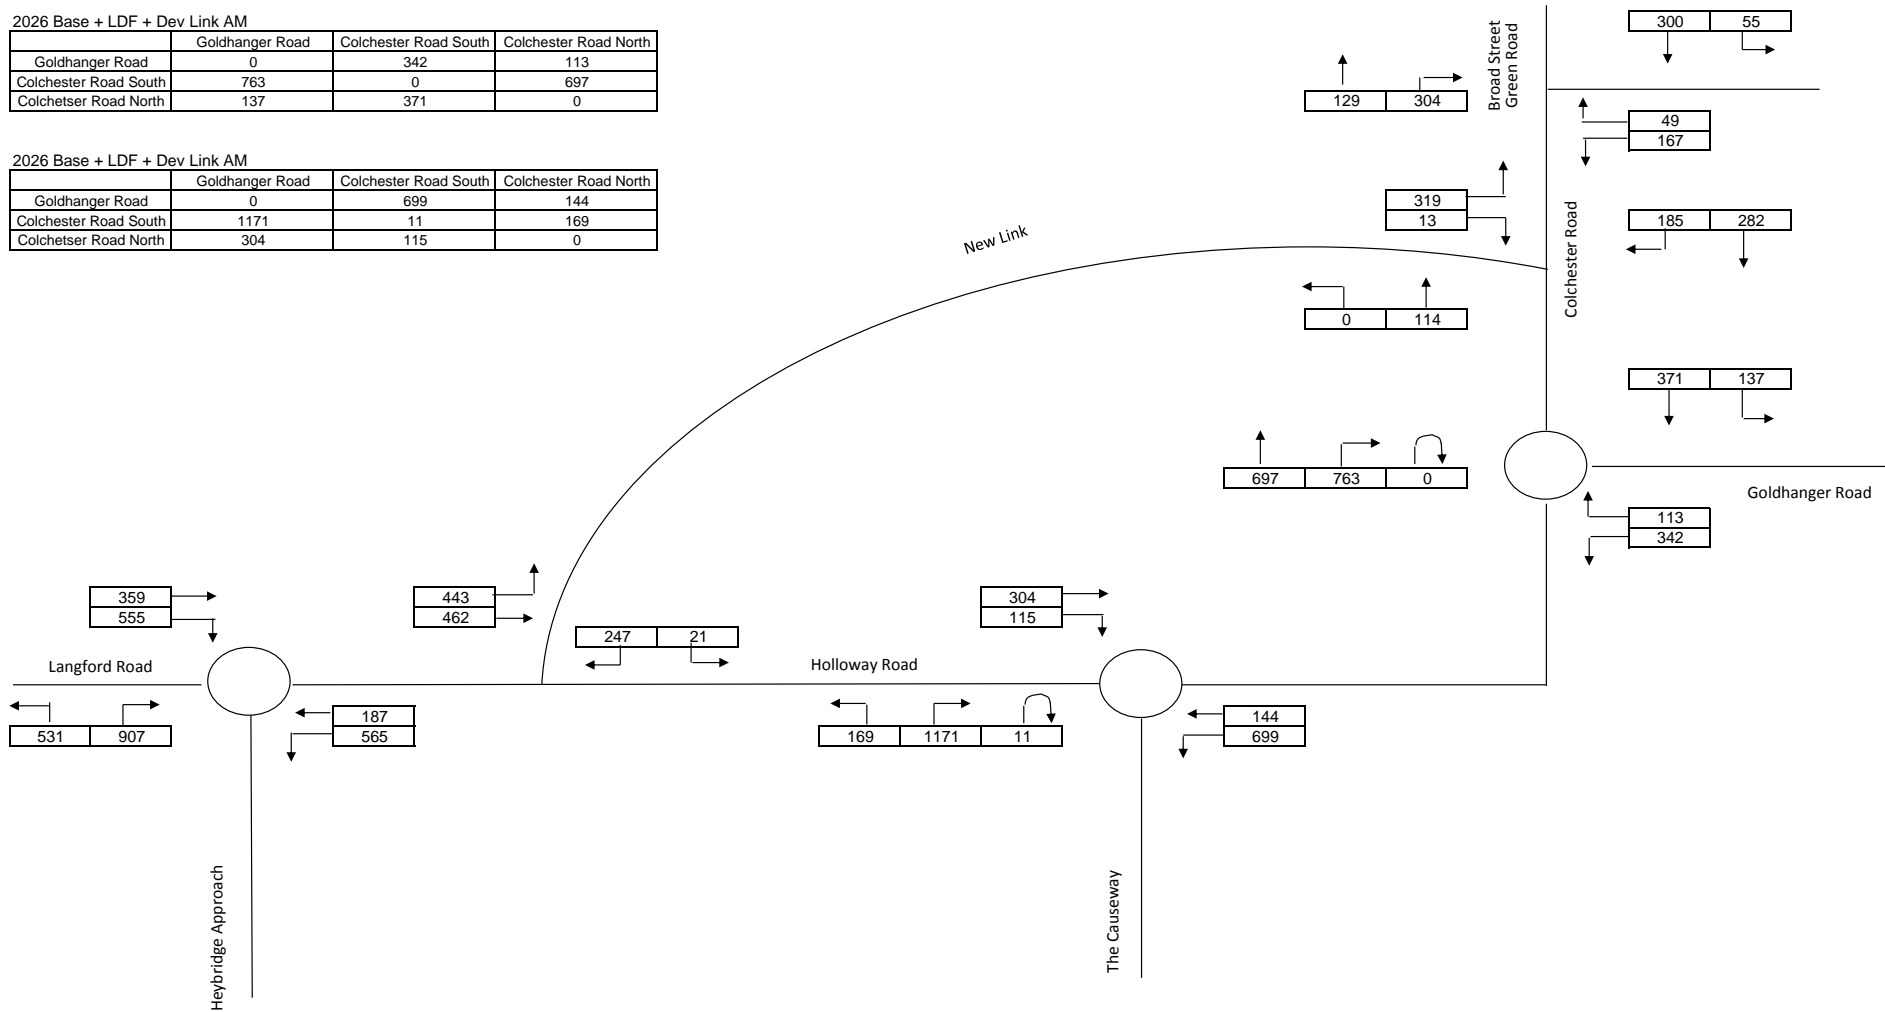 2026 Base + LDF + Dev Link AM
Goldhanger Road Colchester Road South Colchester Road North
Goldhanger Road 0 342 113
Colchester Road South 763 0 697
Colchetser Road North 137 371 0
2026 Base + LDF + Dev Link AM
Goldhanger Road Colchester Road South Colchester Road North
Goldhanger Road 0 699 144
Colchester Road South 1171 11 169
Colchetser Road North 304 115 0
300 55
Broad Street
Green Road
129 304
49
167
319
13
185 282
New Link
Colchester Road
0 114
371 137
697 763 0
Goldhanger Road
113
342
359
555
443
462
304
115
247 21
Langford Road
Holloway Road
531 907
187
565
169 1171 11
144
699
Heybridge Approach
The Causeway